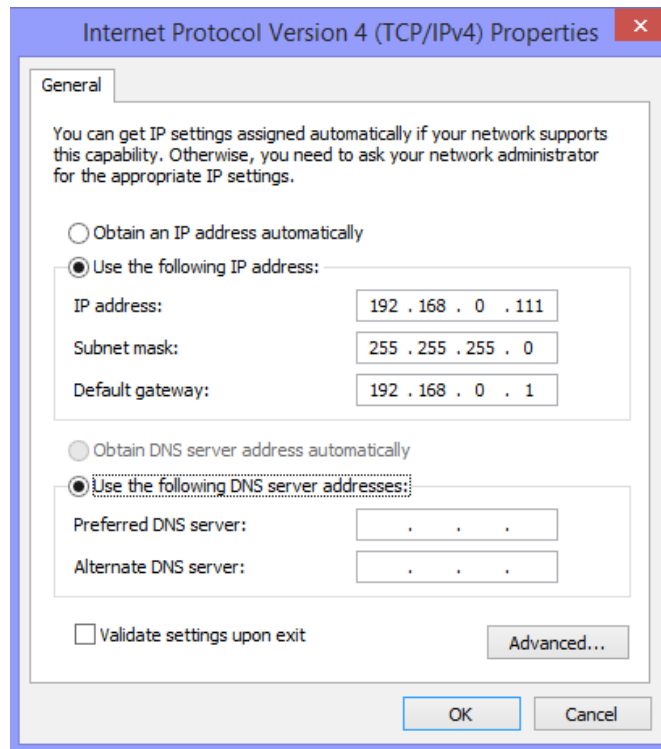 Internet Protocol Version 4 (TCP/IPv4) Properties
General
You can get IP settings assigned automatically if your network supports
this capability. Otherwise, you need to ask your network administrator
for the appropriate IP settings.
Obtain an IP address automatically
Use the following IP address:
IP address: 192 . 168 . 0 . 111
Subnet mask: 255 . 255 . 255 . 0
Default gateway: 192 . 168 . 0 . 1
Obtain DNS server address automatically
Use the following DNS server addresses:
Preferred DNS server: . . .
Alternate DNS server: . . .
Validate settings upon exit
Advanced...
OK Cancel